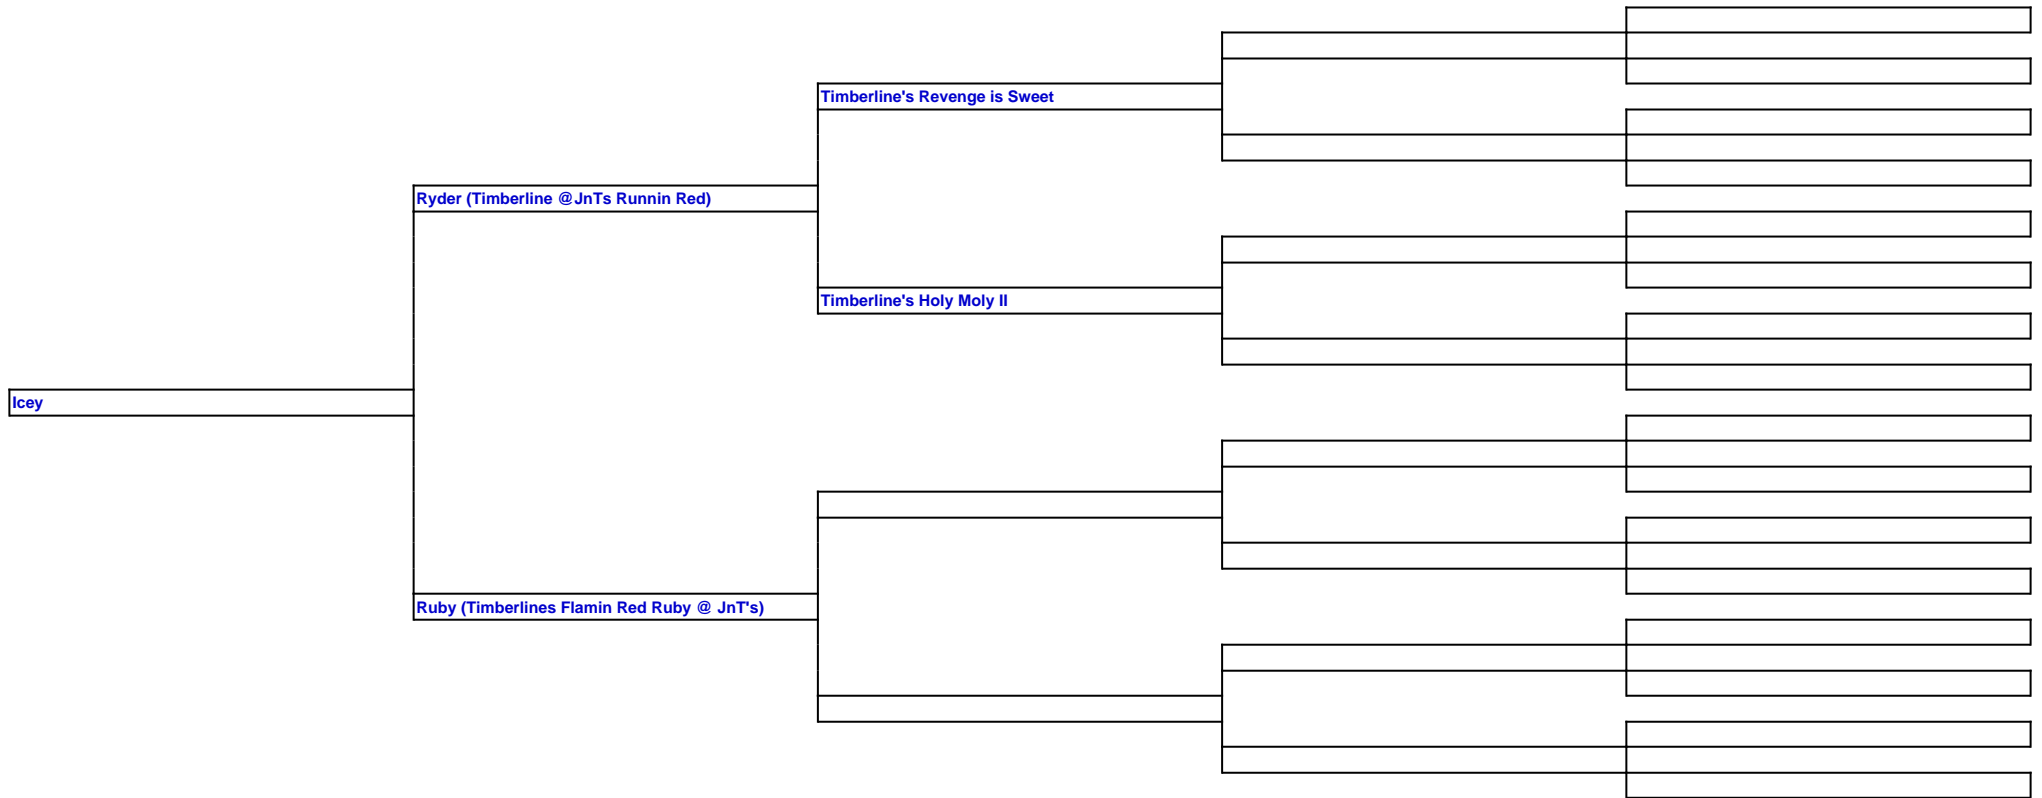 Timberline's Revenge is Sweet
Ryder (Timberline @JnTs Runnin Red)
Timberline's Holy Moly II
Icey
Ruby (Timberlines Flamin Red Ruby @ JnT's)